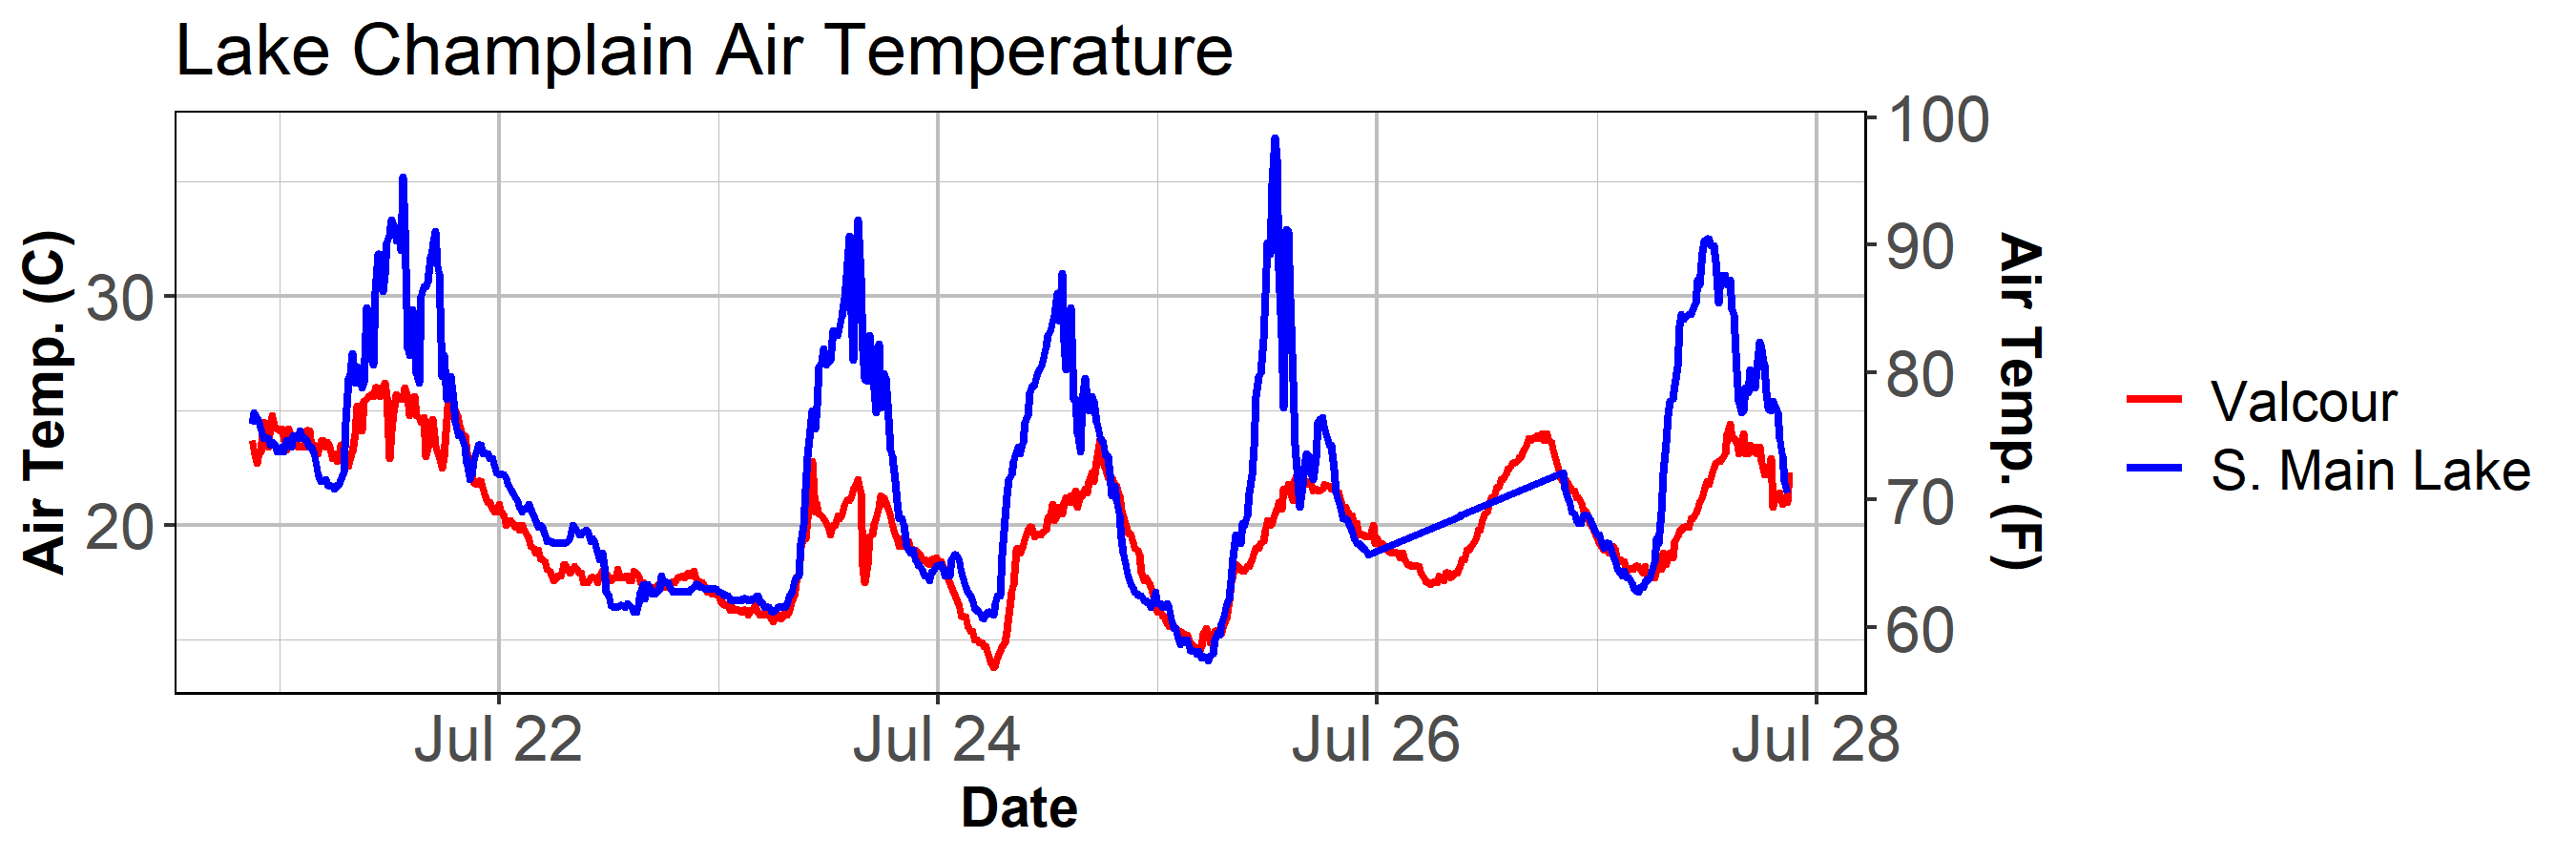 Lake Champlain Air Temperature
Air Temp. (C)
30
20
100
90
80
70
60
Air Temp. (F)
Jul 22
Jul 24
Jul 26
Jul 28
Date
Valcour
S. Main Lake